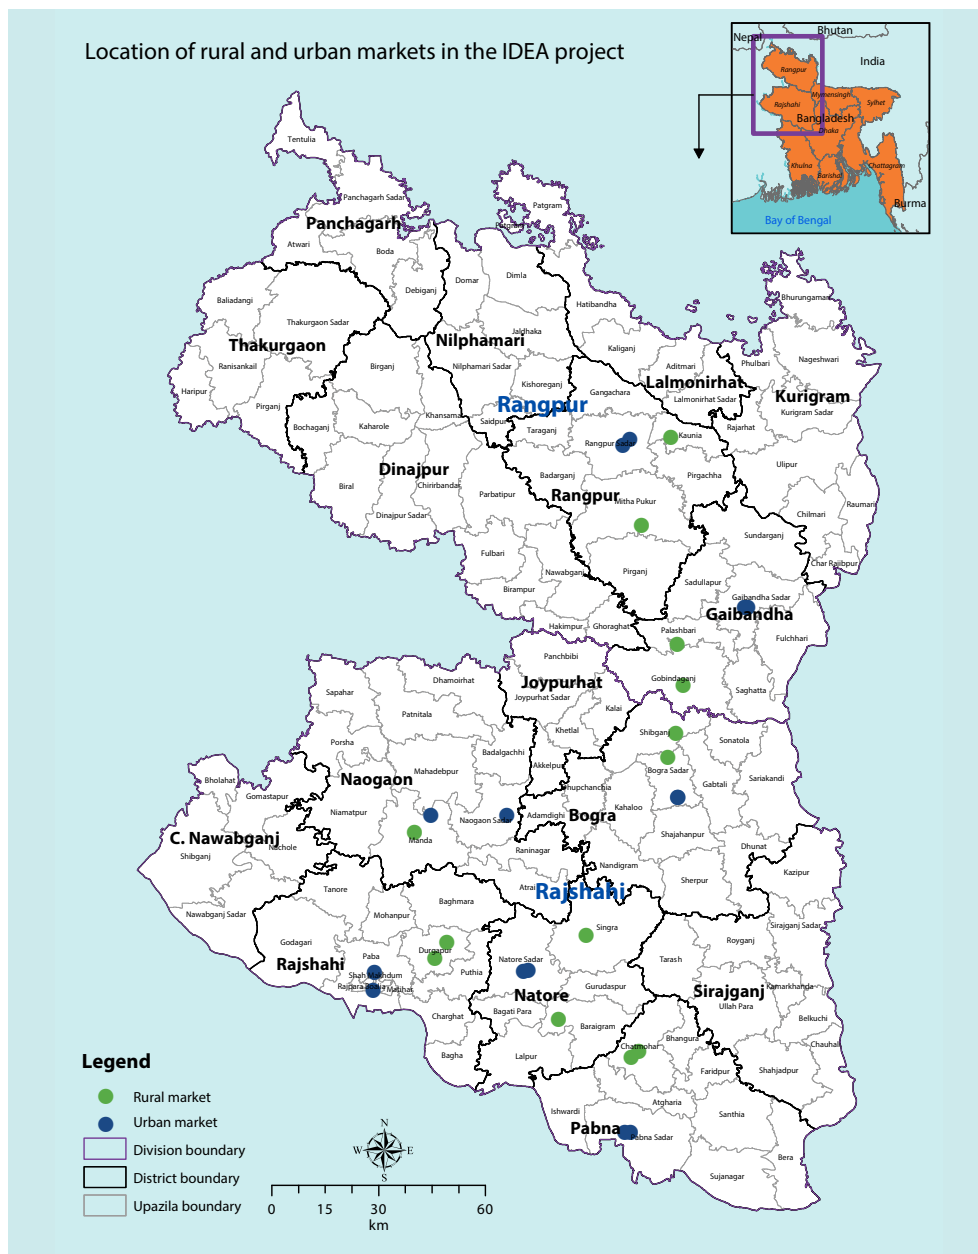 Location of rural and urban markets in the IDEA project
Nepal
Bhutan
India
Rangpur
Rajshahi
Mymensingh
Sylhet
Bangladesh
Dhaka
Khulna
Barishal
Chattagram
Burma
Bay of Bengal
Tentulia
Panchagarh Sadar
Panchagarh
Atwari
Boda
Debiganj
Patgram
Patgram
Domar
Dimla
Hatibandha
Bhurungamari
Baliadangi
Thakurgaon Sadar
Thakurgaon
Ranisankail
Haripur
Pirganj
Jaldhaka
Nilphamari
Nilphamari Sadar
Kishoreganj
Saidpur
Kaliganj
Aditmari
Lalmonirhat
Lalmonirhat Sadar
Phulbari
Nageshwari
Kurigram
Kurigram Sadar
Rajarhat
Ulipur
Chilmari
Raumari
Char Rajibpur
Birganj
Khansama
Bochaganj
Kaharole
Dinajpur
Biral
Chirirbandar
Dinajpur Sadar
Parbatipur
Fulbari
Nawabganj
Birampur
Hakimpur
Ghoraghat
Rangpur
Gangachara
Taraganj
Rangpur Sadar
Kaunia
Badarganj
Pirgachha
Rangpur
Mitha Pukur
Pirganj
Sundarganj
Sadullapur
Gaibandha Sadar
Gaibandha
Palashbari
Fulchhari
Gobindaganj
Saghatta
Panchbibi
Joypurhat
Joypurhat Sadar
Kalai
Khetlal
Akkelpur
Dhamoirhat
Sapahar
Patnitala
Porsha
Badalgachhi
Mahadebpur
Naogaon
Niamatpur
Naogaon Sadar
Manda
Raninagar
Atrai
Shibganj
Sonatola
Bogra Sadar
Gabtali
Sariakandi
Dhupchanchia
Kahaloo
Adamdighi
Bogra
Shajahanpur
Dhunat
Nandigram
Sherpur
Kazipur
Bholahat
Gomastapur
C. Nawabganj
Nachole
Shibganj
Nawabganj Sadar
Rajshahi
Tanore
Baghmara
Mohanpur
Godagari
Rajshahi
Paba
Durgapur
Shah Makhdum
Rajpara
Boalia
Matihar
Puthia
Charghat
Bagha
Singra
Natore Sadar
Gurudaspur
Natore
Bagati Para
Baraigram
Lalpur
Sirajganj Sadar
Royganj
Tarash
Sirajganj
Kamarkhanda
Ullah Para
Belkuchi
Chauhali
Shahjadpur
Chatmohar
Bhangura
Faridpur
Atgharia
Ishwardi
Santhia
Pabna
Pabna Sadar
Bera
Sujanagar
Legend
Rural market
Urban market
Division boundary
District boundary
Upazila boundary
N
W
E
S
0 15 30 60
km